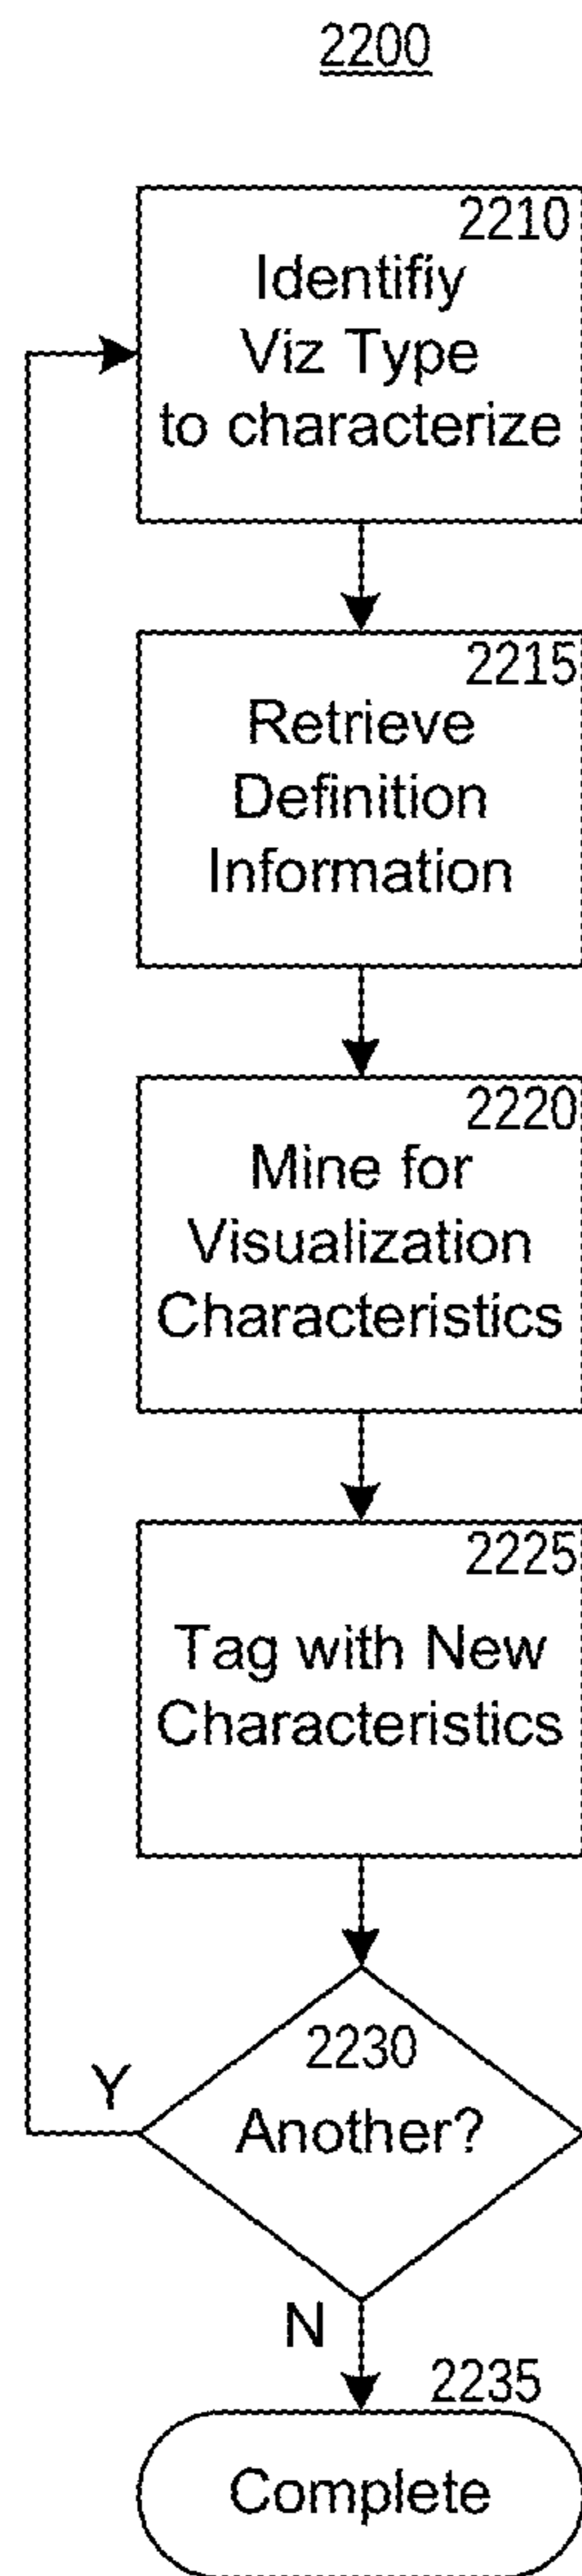 2200
2210
Identifiy
Viz Type
to characterize
2215
Retrieve
Definition
Information
2220
Mine for
Visualization
Characteristics
2225
Tag with New
Characteristics
2230
Another?
Y
N
2235
Complete